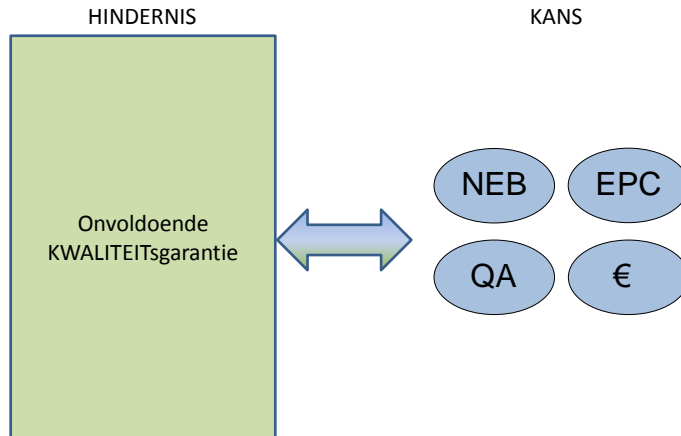 HINDERNIS
KANS
Onvoldoende
KWALITEITsgarantie
NEB
EPC
QA
€